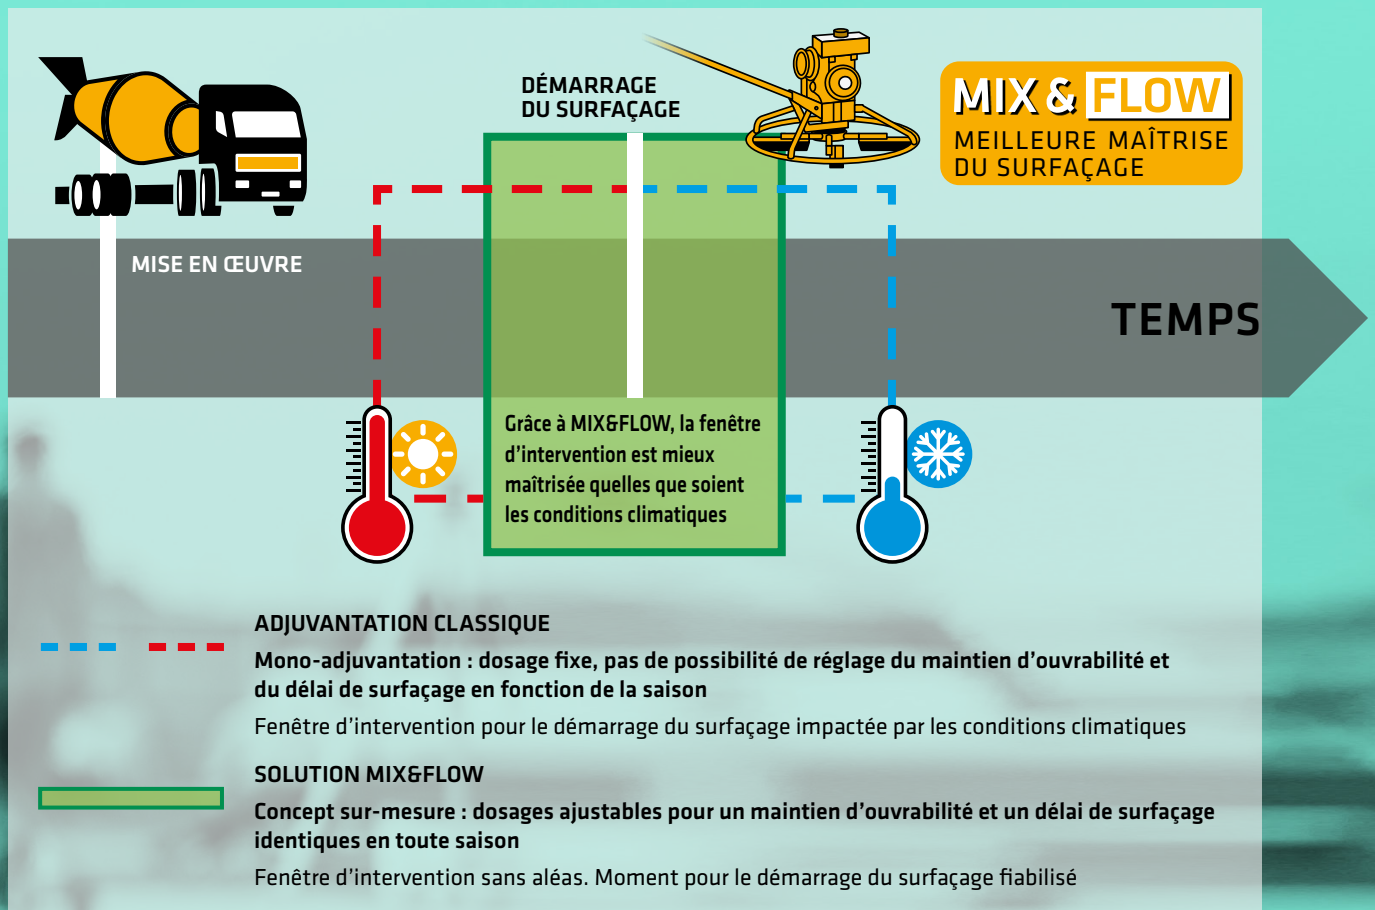 DÉMARRAGE
DU SURFAÇAGE
MIX & FLOW
MEILLEURE MAÎTRISE
DU SURFAÇAGE
MISE EN ŒUVRE
TEMPS
Grâce à MIX&FLOW, la fenêtre
d’intervention est mieux
maîtrisée quelles que soient
les conditions climatiques
ADJUVANTATION CLASSIQUE
Mono-adjuvantation : dosage fixe, pas de possibilité de réglage du maintien d’ouvrabilité et
du délai de surfaçage en fonction de la saison
Fenêtre d’intervention pour le démarrage du surfaçage impactée par les conditions climatiques
SOLUTION MIX&FLOW
Concept sur-mesure : dosages ajustables pour un maintien d’ouvrabilité et un délai de surfaçage
identiques en toute saison
Fenêtre d’intervention sans aléas. Moment pour le démarrage du surfaçage fiabilisé